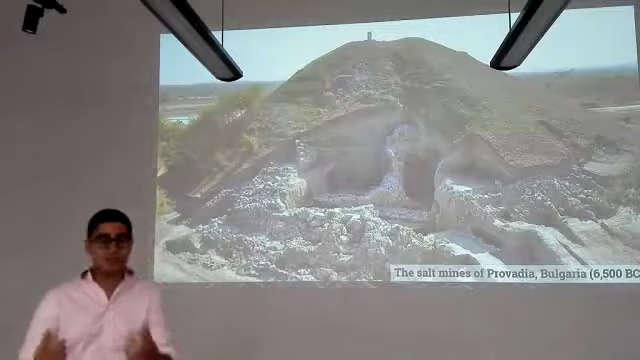 The salt mines of Provadia, Bulgaria (6,500 BC